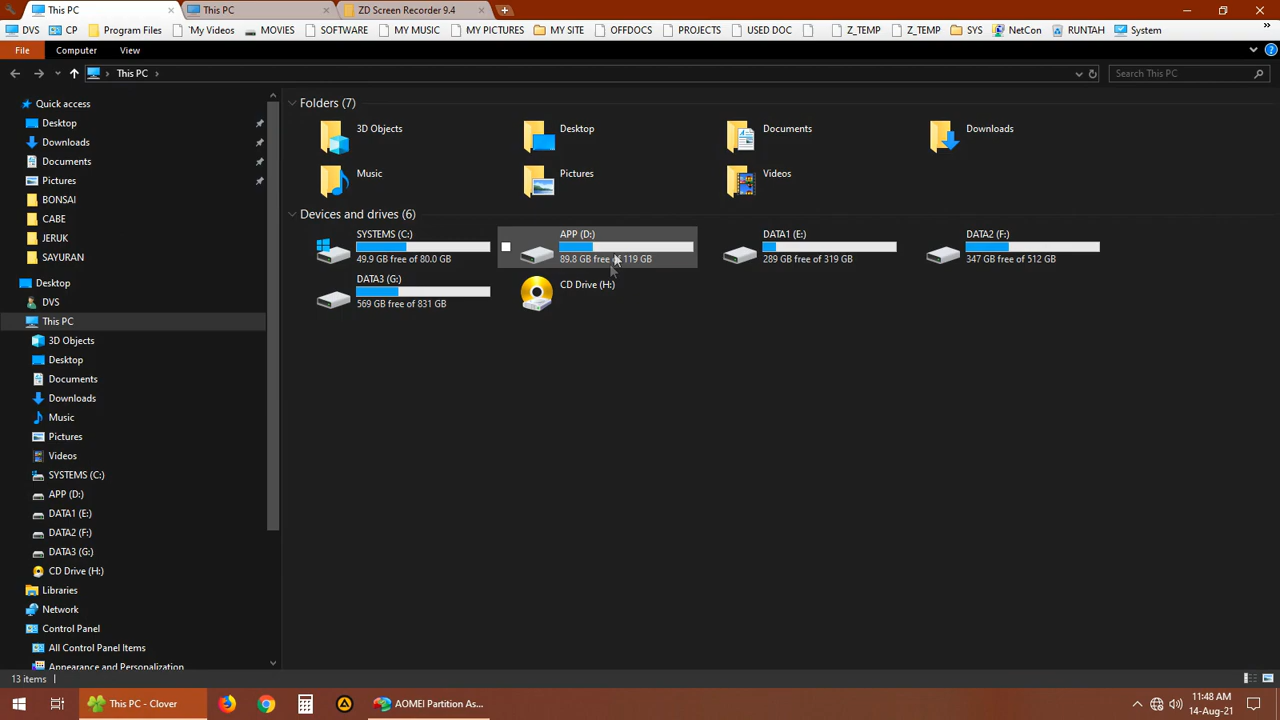 This PC
This PC
ZD Screen Recorder 9.4
DVS
CP
Program Files
`My Videos
MOVIES
SOFTWARE
MY MUSIC
MY PICTURES
MY SITE
OFFDOCS
PROJECTS
USED DOC
Z_TEMP
Z_TEMP
SYS
NetCon
RUNTAH
System
File
Computer
View
This PC
Search This PC
Quick access
Desktop
Downloads
Documents
Pictures
BONSAI
CABE
JERUK
SAYURAN
Desktop
DVS
This PC
3D Objects
Desktop
Documents
Downloads
Music
Pictures
Videos
SYSTEMS (C:)
APP (D:)
DATA1 (E:)
DATA2 (F:)
DATA3 (G:)
CD Drive (H:)
Libraries
Network
Control Panel
All Control Panel Items
Appearance and Personalization
Folders (7)
3D Objects
Desktop
Documents
Downloads
Music
Pictures
Videos
Devices and drives (6)
SYSTEMS (C:)
49.9 GB free of 80.0 GB
APP (D:)
89.8 GB free of 119 GB
DATA1 (E:)
289 GB free of 319 GB
DATA2 (F:)
347 GB free of 512 GB
DATA3 (G:)
569 GB free of 831 GB
CD Drive (H:)
13 items
This PC - Clover
AOMEI Partition As...
11:48 AM
14-Aug-21